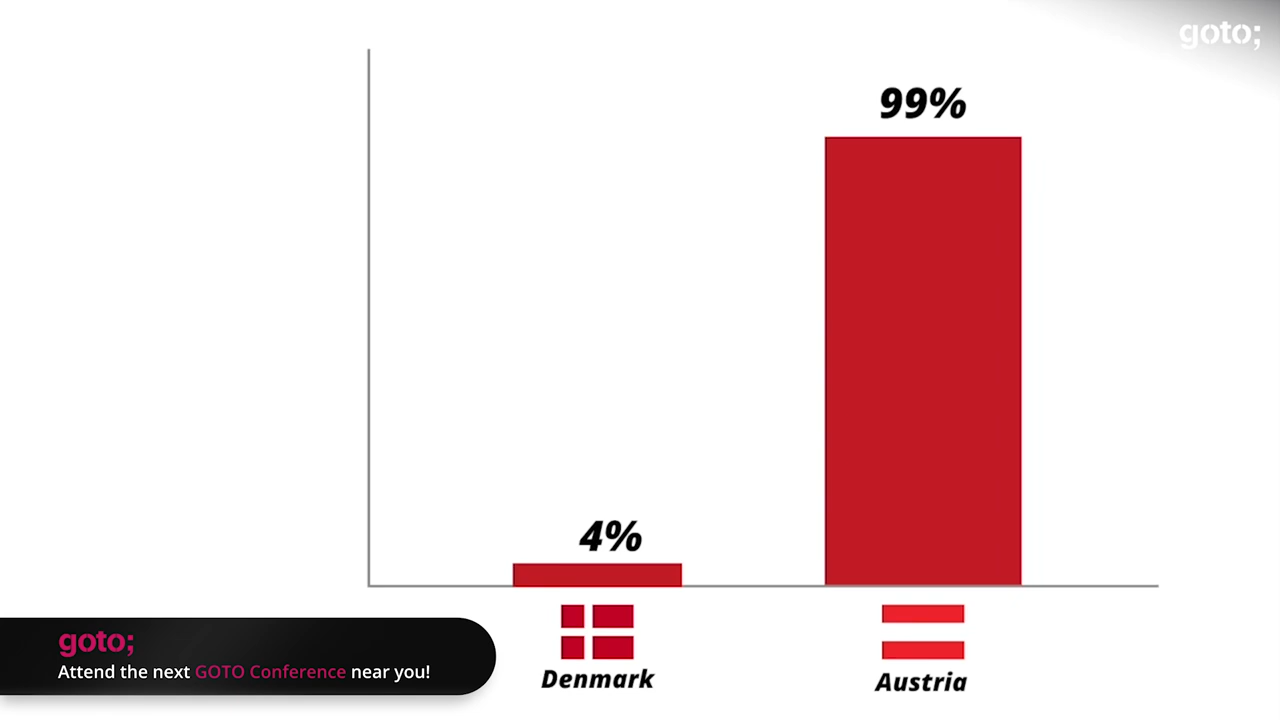 goto;
99%
4%
Denmark
Austria
goto;
Attend the next GOTO Conference near you!